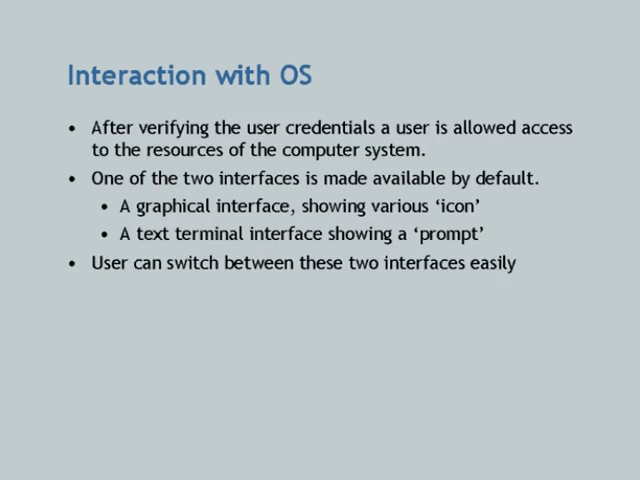 Interaction with OS
• After verifying the user credentials a user is allowed access
to the resources of the computer system.
• One of the two interfaces is made available by default.
• A graphical interface, showing various ‘icon’
• A text terminal interface showing a ‘prompt’
• User can switch between these two interfaces easily